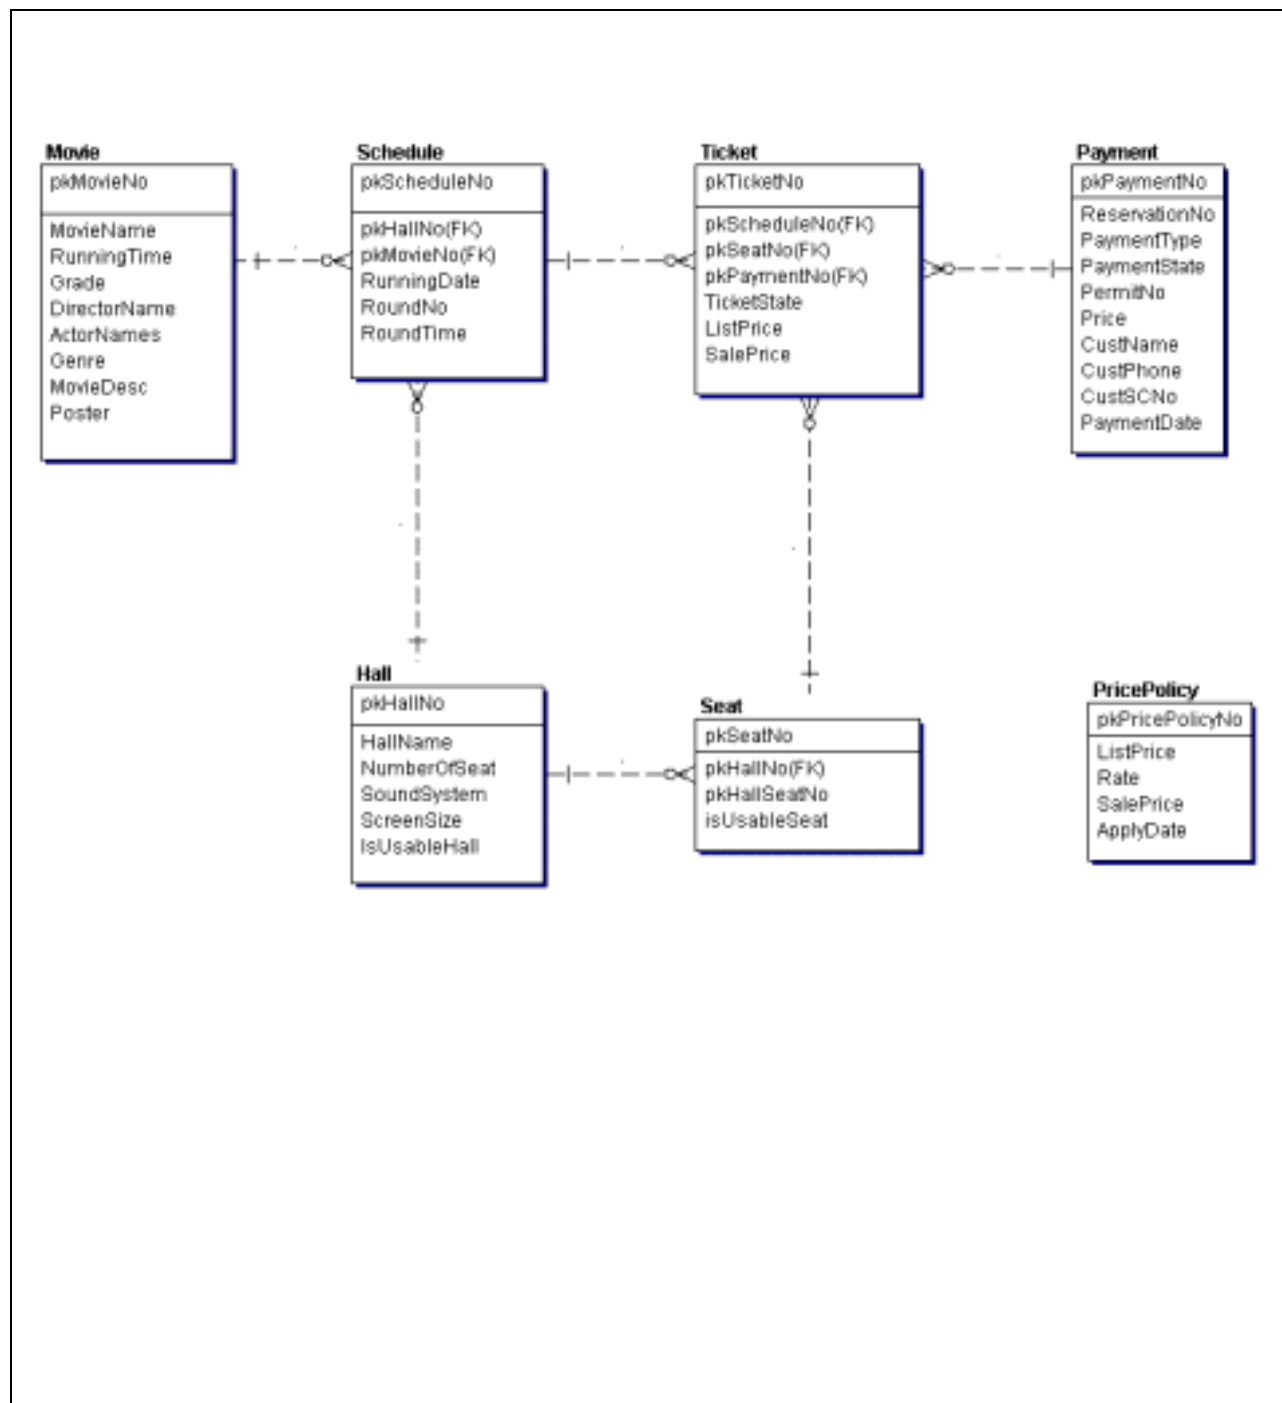 Movie
pkMovieNo
MovieName
RunningTime
Grade
DirectorName
ActorNames
Genre
MovieDesc
Poster
Schedule
pkScheduleNo
pkHallNo(FK)
pkMovieNo(FK)
RunningDate
RoundNo
RoundTime
Ticket
pkTicketNo
pkScheduleNo(FK)
pkSeatNo(FK)
pkPaymentNo(FK)
TicketState
ListPrice
SalePrice
Payment
pkPaymentNo
ReservationNo
PaymentType
PaymentState
PermitNo
Price
CustName
CustPhone
CustSCNo
PaymentDate
Hall
pkHallNo
HallName
NumberOfSeat
SoundSystem
ScreenSize
IsUsableHall
Seat
pkSeatNo
pkHallNo(FK)
pkHallSeatNo
isUsableSeat
PricePolicy
pkPricePolicyNo
ListPrice
Rate
SalePrice
ApplyDate